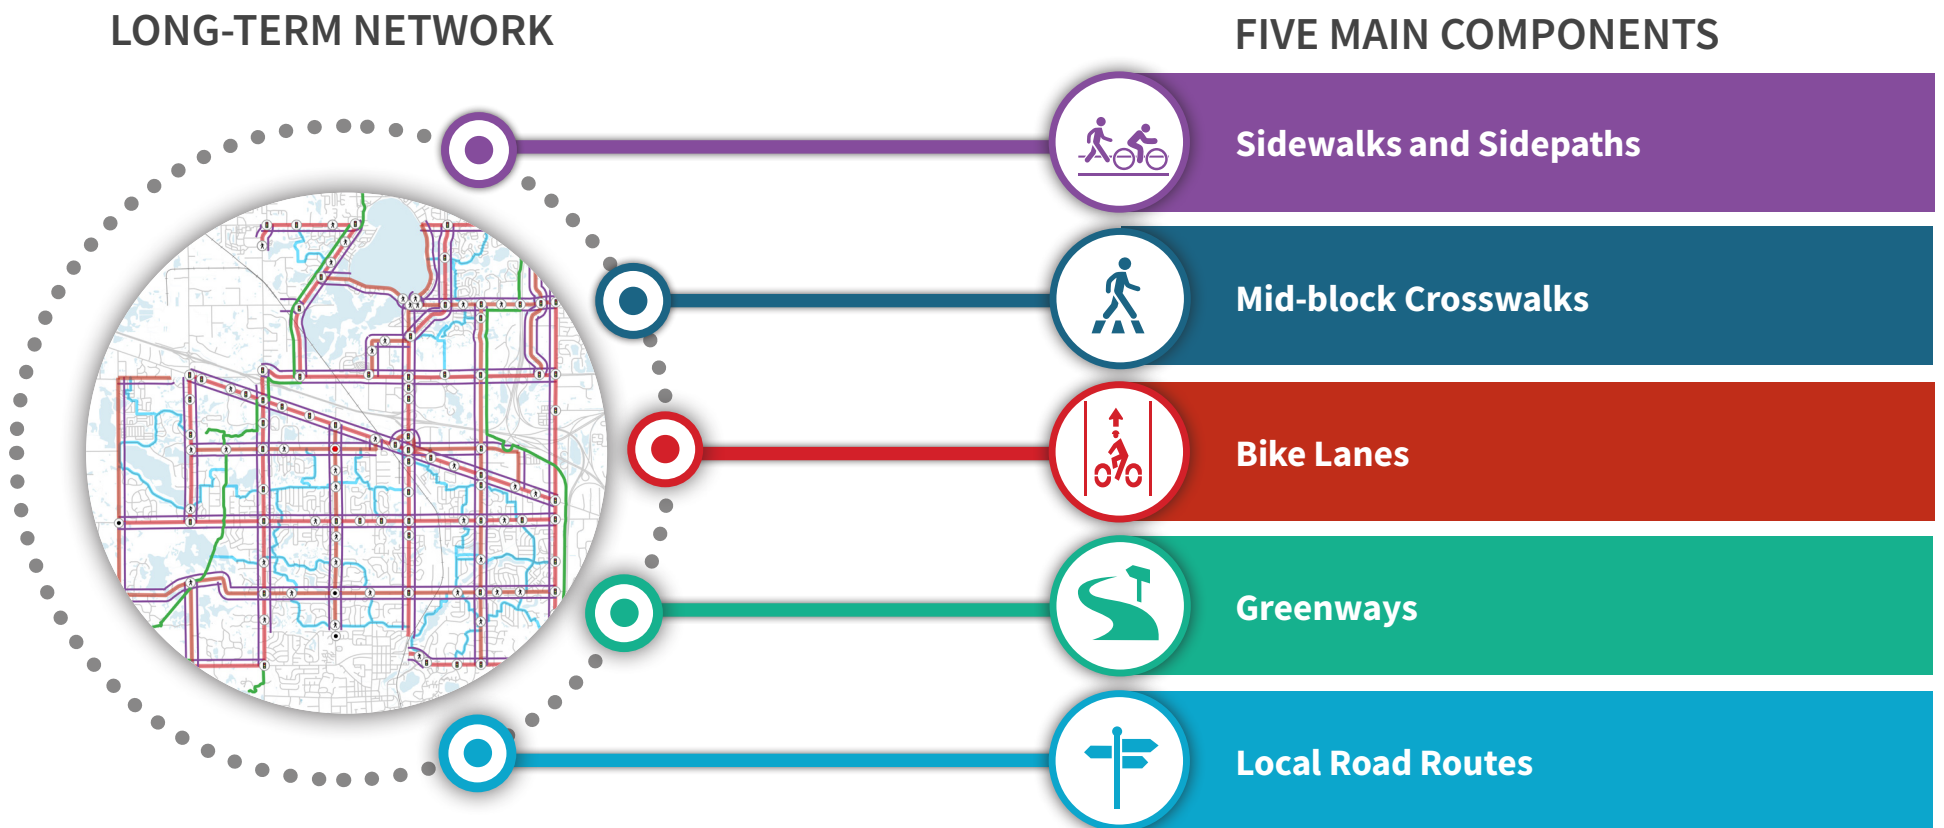 LONG-TERM NETWORK
FIVE MAIN COMPONENTS
Sidewalks and Sidepaths
Mid-block Crosswalks
Bike Lanes
Greenways
Local Road Routes